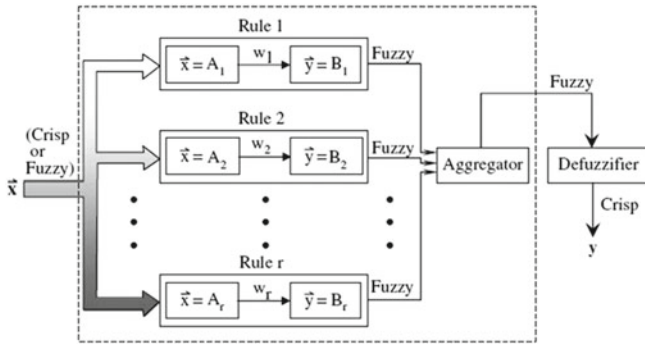 Rule 1
x⃗ = A₁
w₁
y⃗ = B₁
Fuzzy
Rule 2
x⃗ = A₂
w₂
y⃗ = B₂
Fuzzy
Rule r
x⃗ = Aᵣ
wᵣ
y⃗ = Bᵣ
Fuzzy
(Crisp
or
Fuzzy)
x⃗
Aggregator
Fuzzy
Defuzzifier
Crisp
y